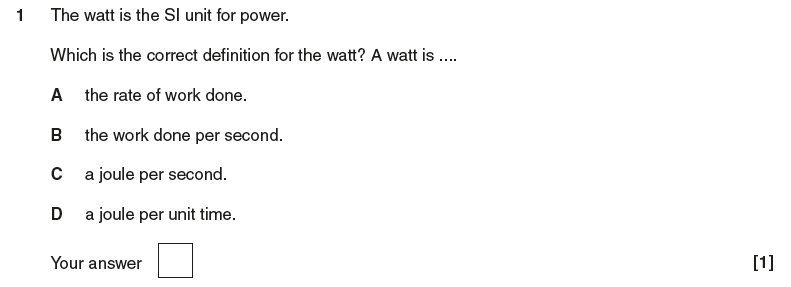 1 The watt is the SI unit for power.
Which is the correct definition for the watt? A watt is ....
A the rate of work done.
B the work done per second.
C a joule per second.
D a joule per unit time.
Your answer [1]